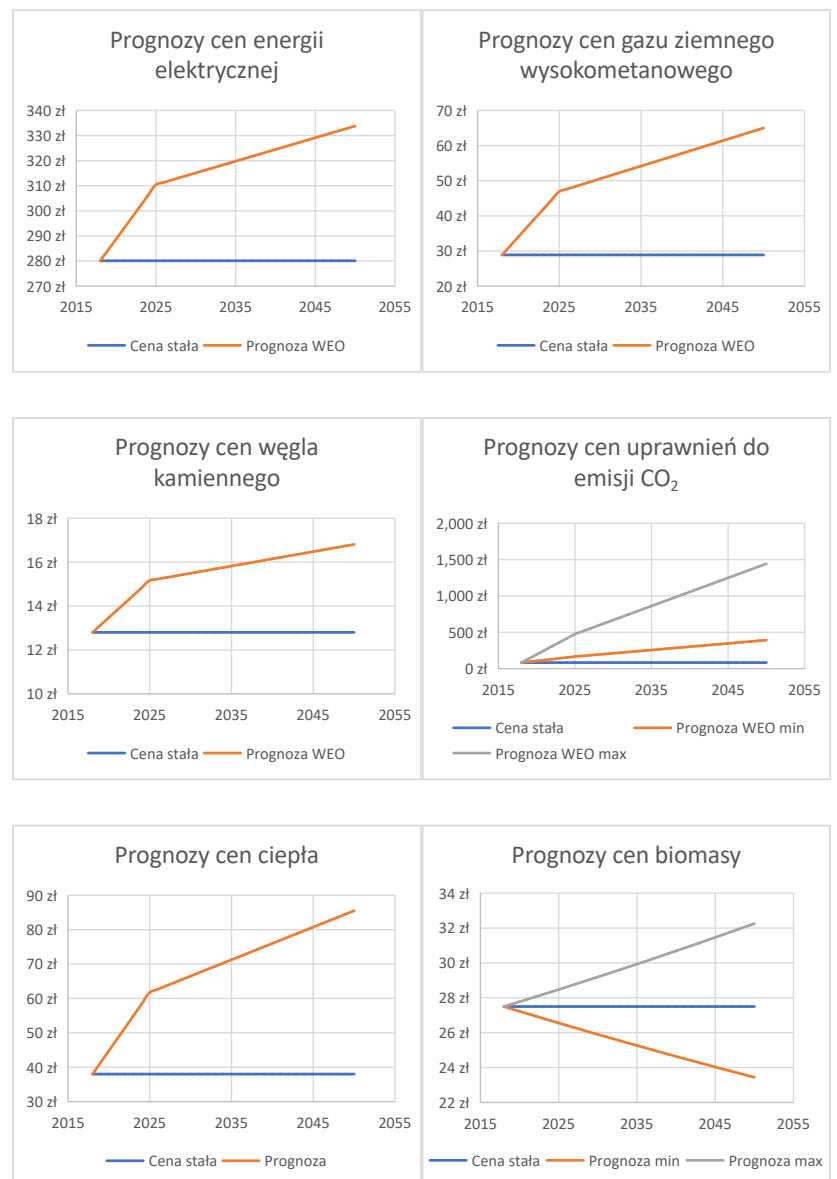 Prognozy cen energii
elektrycznej
340 zł
330 zł
320 zł
310 zł
300 zł
290 zł
280 zł
270 zł
2015 2025 2035 2045 2055
Cena stała Prognoza WEO
Prognozy cen gazu ziemnego
wysokometanowego
70 zł
60 zł
50 zł
40 zł
30 zł
20 zł
2015 2025 2035 2045 2055
Cena stała Prognoza WEO
Prognozy cen węgla
kamiennego
18 zł
16 zł
14 zł
12 zł
10 zł
2015 2025 2035 2045 2055
Cena stała Prognoza WEO
Prognozy cen uprawnień do
emisji CO₂
2,000 zł
1,500 zł
1,000 zł
500 zł
0 zł
2015 2025 2035 2045 2055
Cena stała Prognoza WEO min
Prognoza WEO max
Prognozy cen ciepła
90 zł
80 zł
70 zł
60 zł
50 zł
40 zł
30 zł
2015 2025 2035 2045 2055
Cena stała Prognoza
Prognozy cen biomasy
34 zł
32 zł
30 zł
28 zł
26 zł
24 zł
22 zł
2015 2025 2035 2045 2055
Cena stała Prognoza min Prognoza max